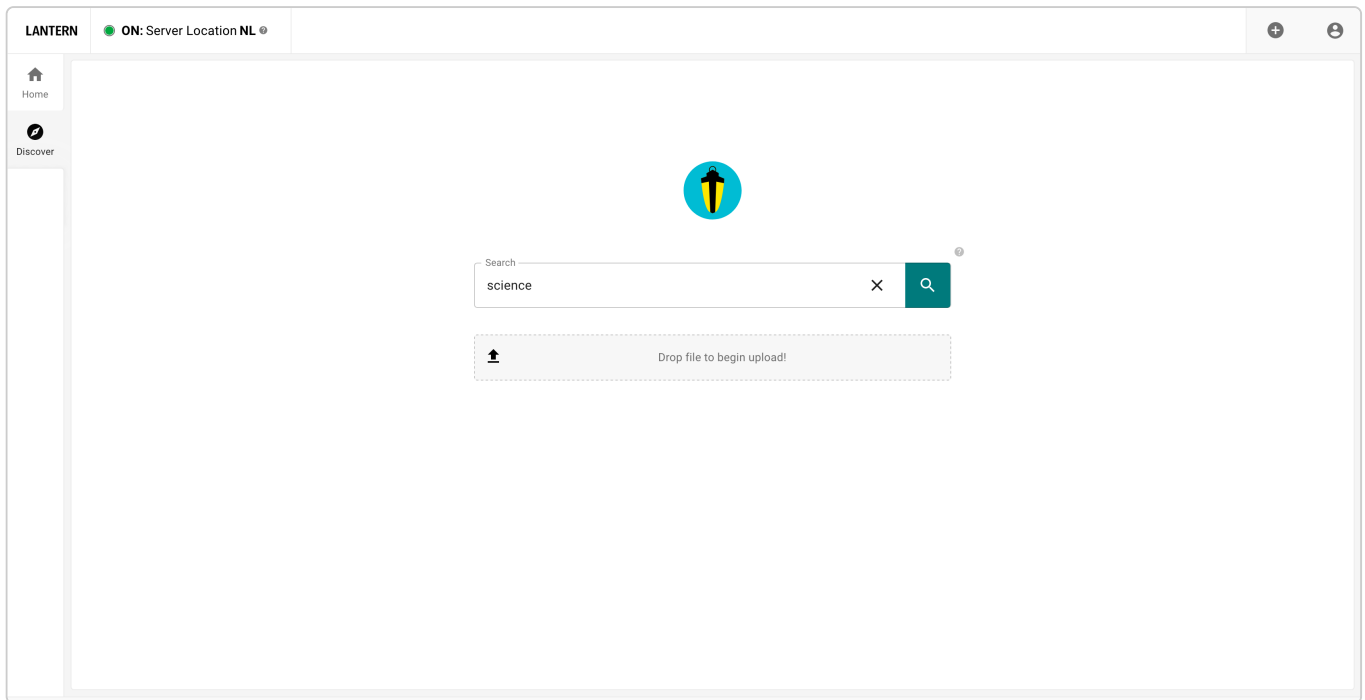 LANTERN
ON: Server Location NL
Home
Discover
Search
science
Drop file to begin upload!